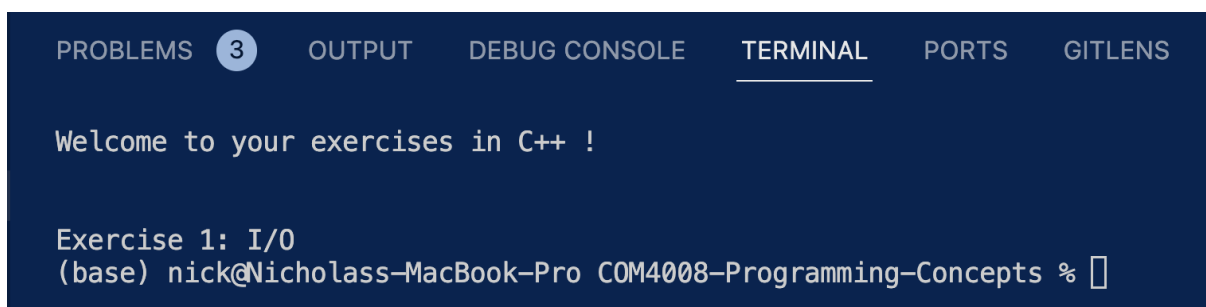 PROBLEMS 3 OUTPUT DEBUG CONSOLE TERMINAL PORTS GITLENS
Welcome to your exercises in C++ !
Exercise 1: I/O
(base) nick@Nicholass-MacBook-Pro COM4008-Programming-Concepts %